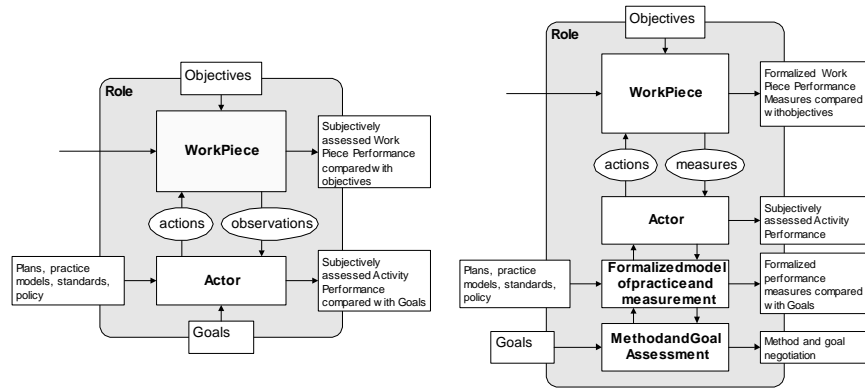 Objectives
Role
WorkPiece
Subjectively
assessed Work
Piece Performance
compared with
objectives
actions
observations
Plans, practice
models, standards,
policy
Actor
Subjectively
assessed Activity
Performance
compared with Goals
Goals
Objectives
Role
WorkPiece
Formalized Work
Piece Performance
Measures compared
withobjectives
actions
measures
Actor
Subjectively
assessed Activity
Performance
Plans, practice
models, standards,
policy
Formalizedmodel
ofpracticeand
measurement
Formalized
performance
measures compared
with Goals
Goals
MethodandGoal
Assessment
Method and goal
negotiation